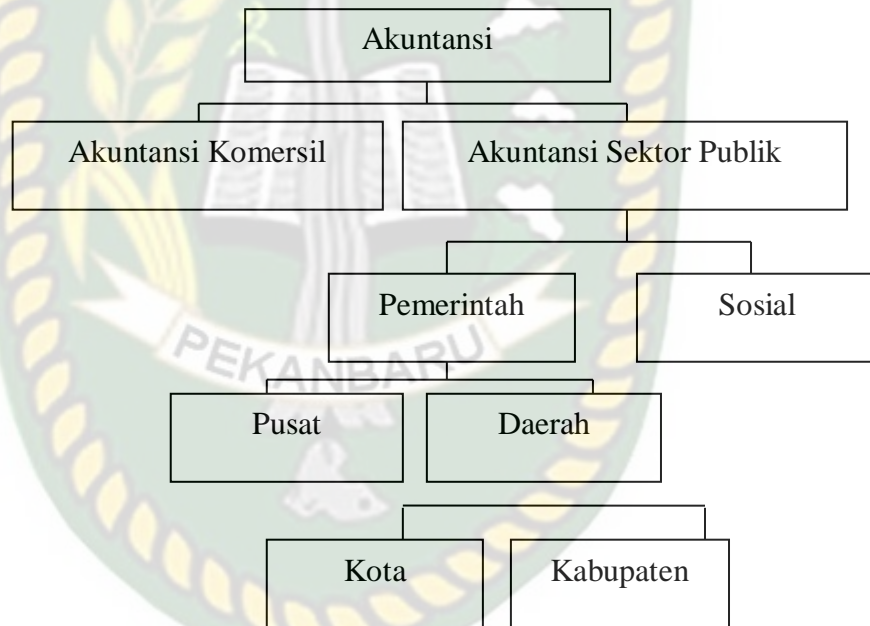 Akuntansi
Akuntansi Komersil
Akuntansi Sektor Publik
Pemerintah
Sosial
PEKANBARU
Pusat
Daerah
Kota
Kabupaten